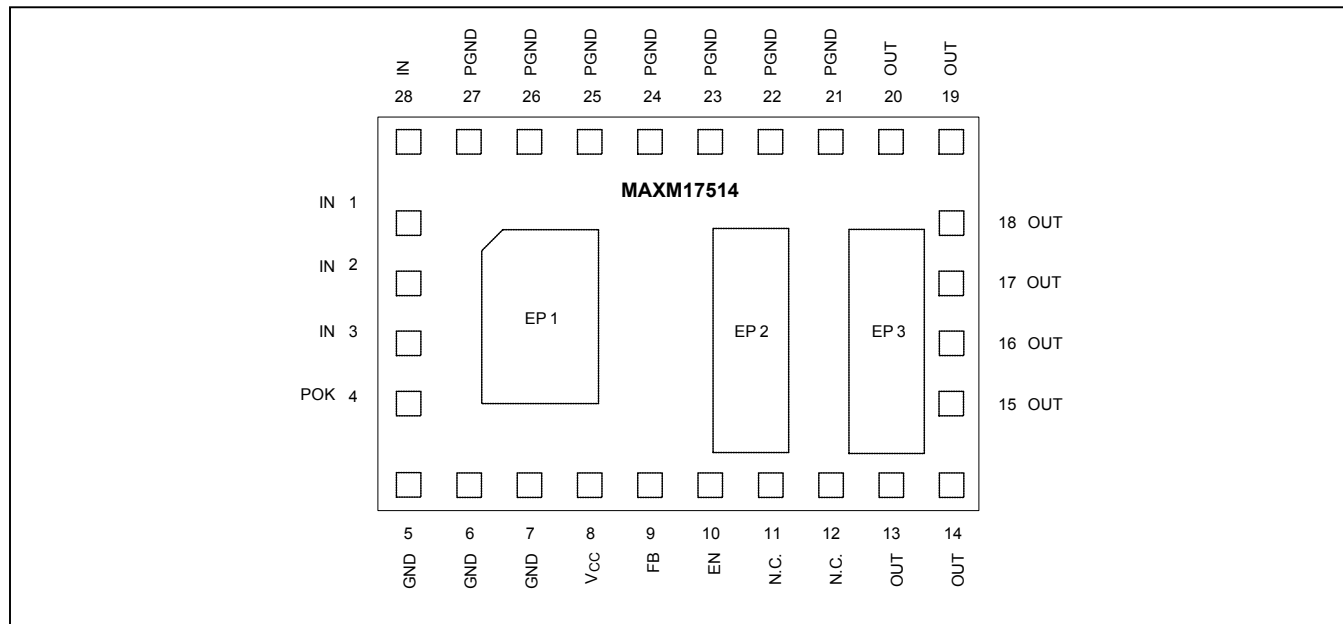 IN PGND PGND PGND PGND PGND PGND PGND OUT OUT
28 27 26 25 24 23 22 21 20 19
MAXM17514
IN 1
18 OUT
IN 2
17 OUT
EP 1 EP 2 EP 3
IN 3
16 OUT
POK 4
15 OUT
5 6 7 8 9 10 11 12 13 14
GND GND GND VCC FB EN N.C. N.C. OUT OUT